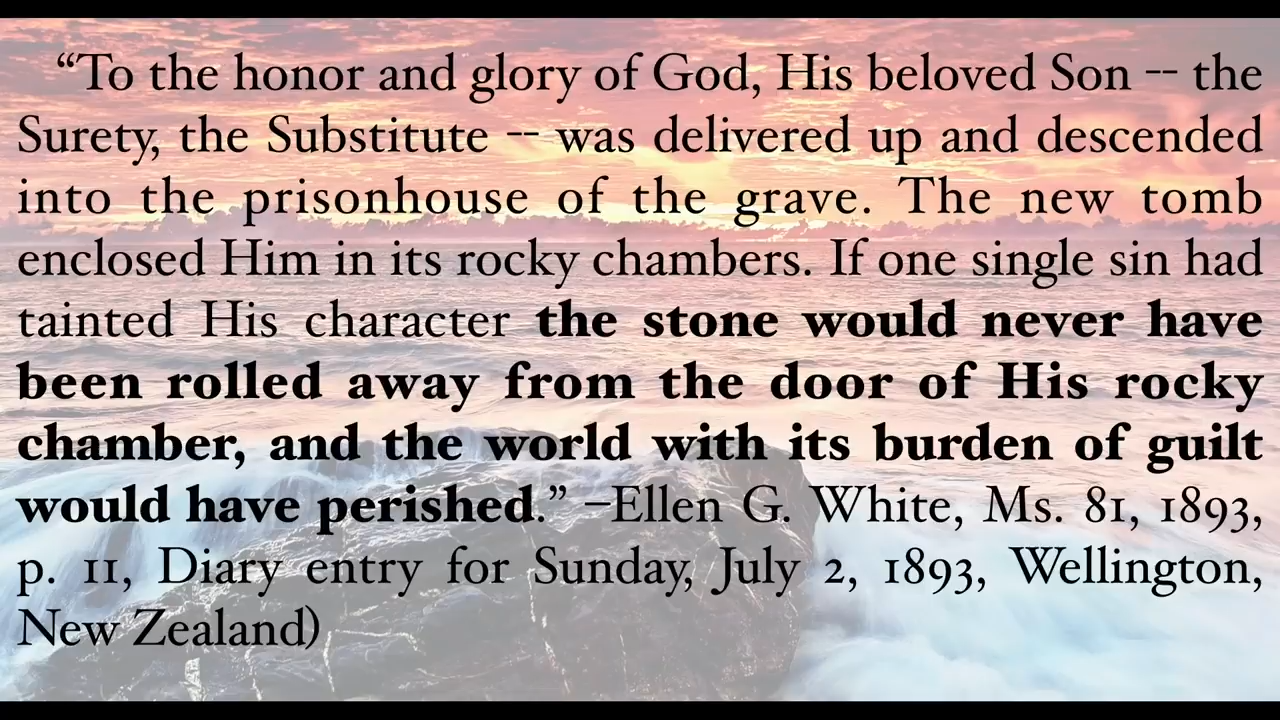 “To the honor and glory of God, His beloved Son -- the
Surety, the Substitute -- was delivered up and descended
into the prisonhouse of the grave. The new tomb
enclosed Him in its rocky chambers. If one single sin had
tainted His character the stone would never have
been rolled away from the door of His rocky
chamber, and the world with its burden of guilt
would have perished.” –Ellen G. White, Ms. 81, 1893,
p. 11, Diary entry for Sunday, July 2, 1893, Wellington,
New Zealand)